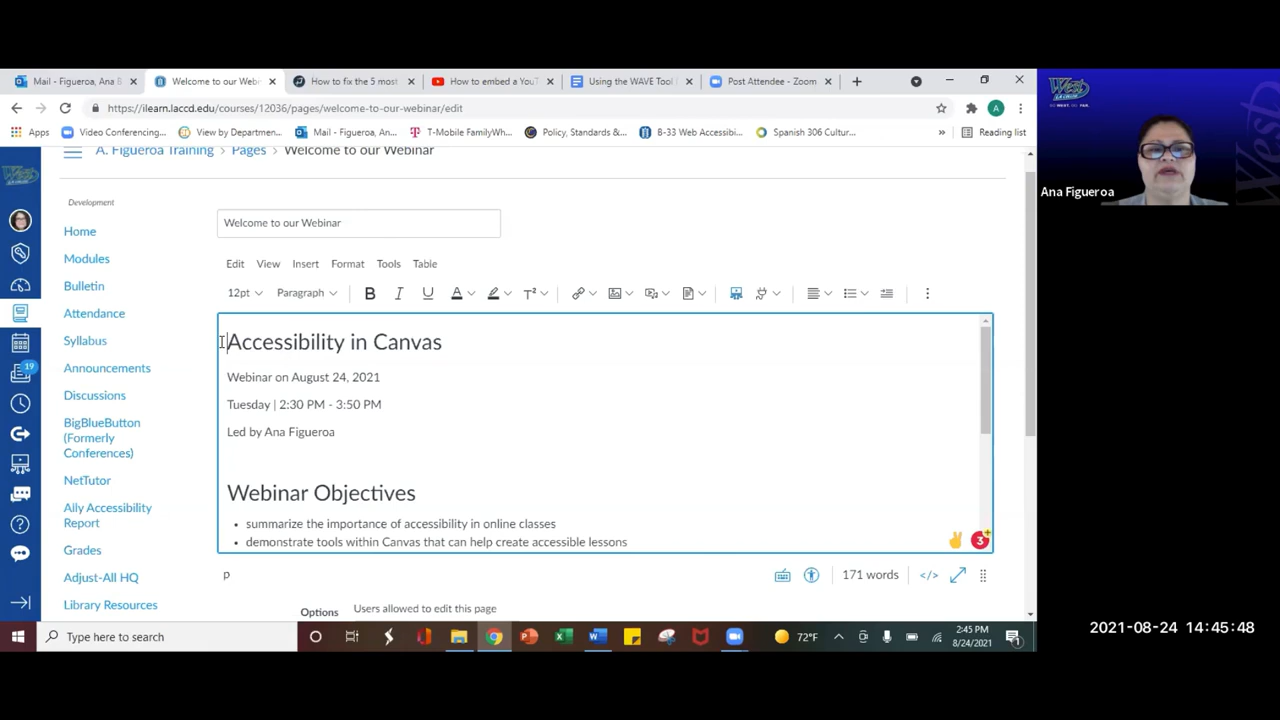 Mail - Figueroa, Ana B
Welcome to our Webi
How to fix the 5 most
How to embed a YouT
Using the WAVE Tool
Post Attendee - Zoom
https://ilearn.laccd.edu/courses/12036/pages/welcome-to-our-webinar/edit
A
Apps
Video Conferencing...
View by Departmen...
Mail - Figueroa, An...
T-Mobile FamilyWh...
Policy, Standards &...
8-33 Web Accessibi...
Spanish 306 Cultur...
»
Reading list
West
A. Figueroa Training > Pages > Welcome to our Webinar
Development
Home
Modules
Bulletin
Attendance
Syllabus
Announcements
Discussions
BigBlueButton
(Formerly
Conferences)
NetTutor
Ally Accessibility
Report
Grades
Adjust-All HQ
Library Resources
19
Welcome to our Webinar
Edit View Insert Format Tools Table
12pt Paragraph B I U A T²
Accessibility in Canvas
Webinar on August 24, 2021
Tuesday | 2:30 PM - 3:50 PM
Led by Ana Figueroa
Webinar Objectives
summarize the importance of accessibility in online classes
demonstrate tools within Canvas that can help create accessible lessons
3
p
171 words
</>
Options Users allowed to edit this page
Type here to search
72°F
2:45 PM
8/24/2021
1
Ana Figueroa
2021-08-24 14:45:48